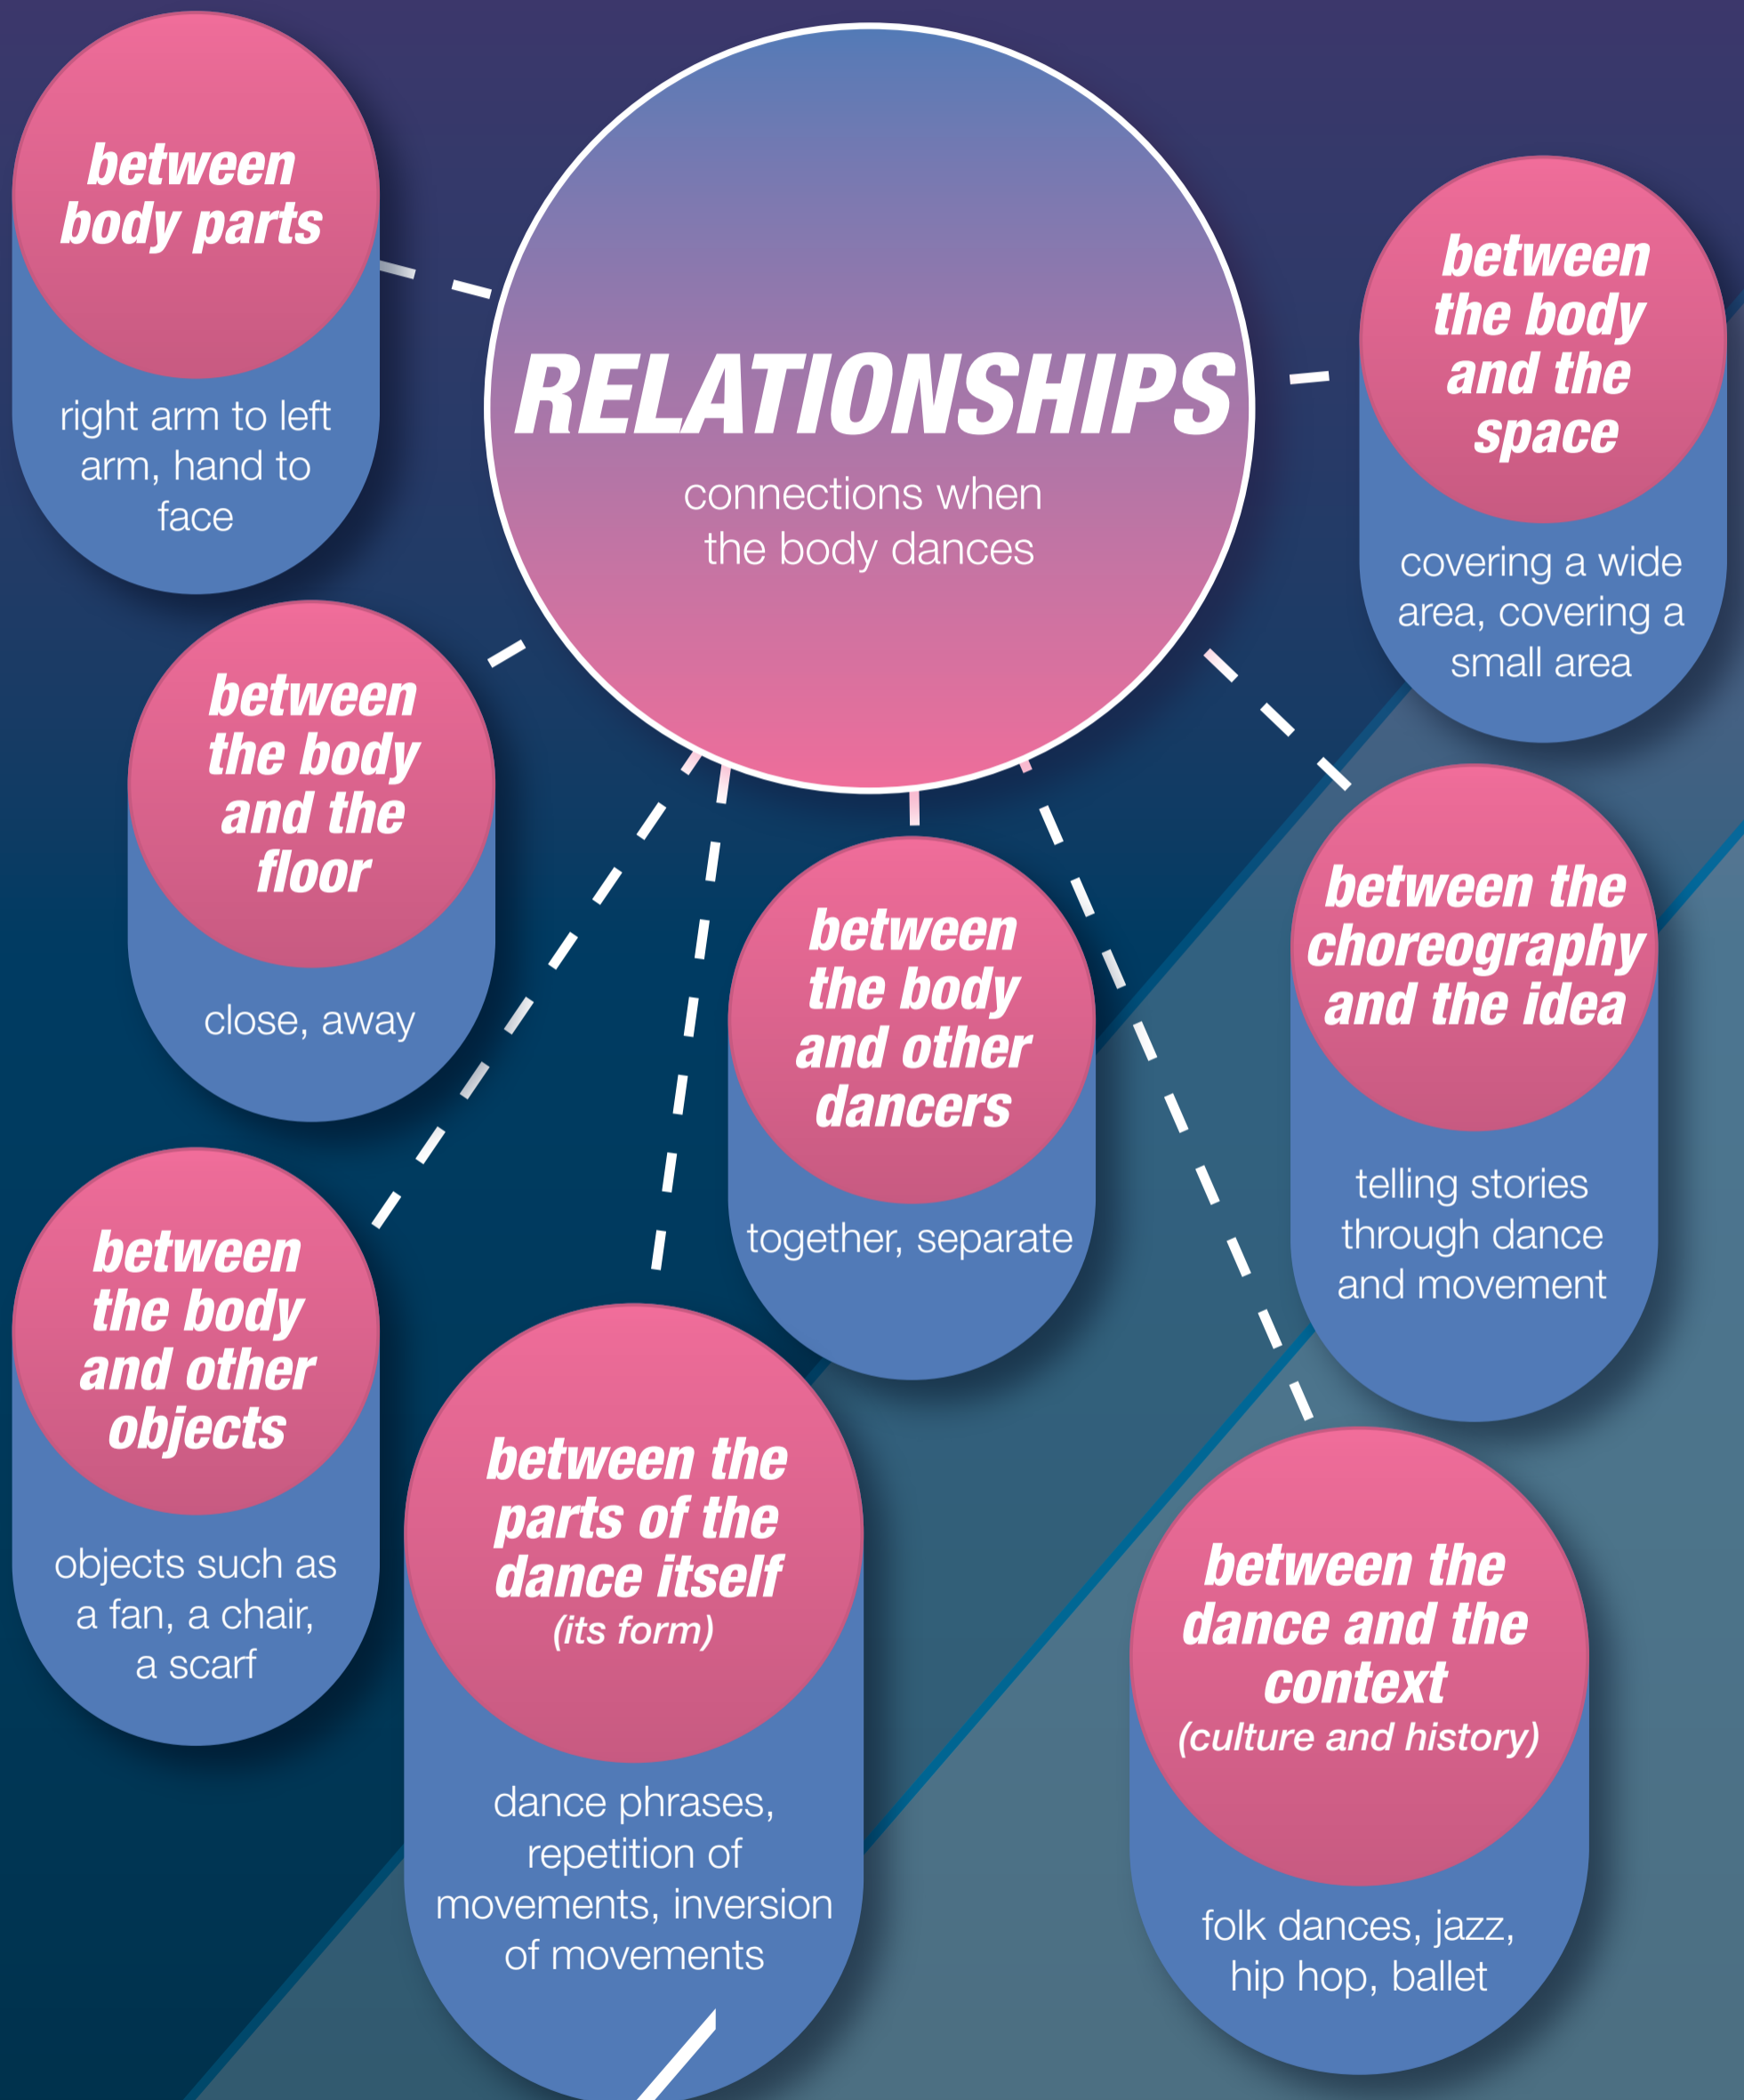 RELATIONSHIPS
connections when
the body dances
between
body parts
right arm to left
arm, hand to
face
between
the body
and the
space
covering a wide
area, covering a
small area
between
the body
and the
floor
close, away
between
the body
and other
dancers
together, separate
between the
choreography
and the idea
telling stories
through dance
and movement
between
the body
and other
objects
objects such as
a fan, a chair,
a scarf
between the
parts of the
dance itself
(its form)
dance phrases,
repetition of
movements, inversion
of movements
between the
dance and the
context
(culture and history)
folk dances, jazz,
hip hop, ballet